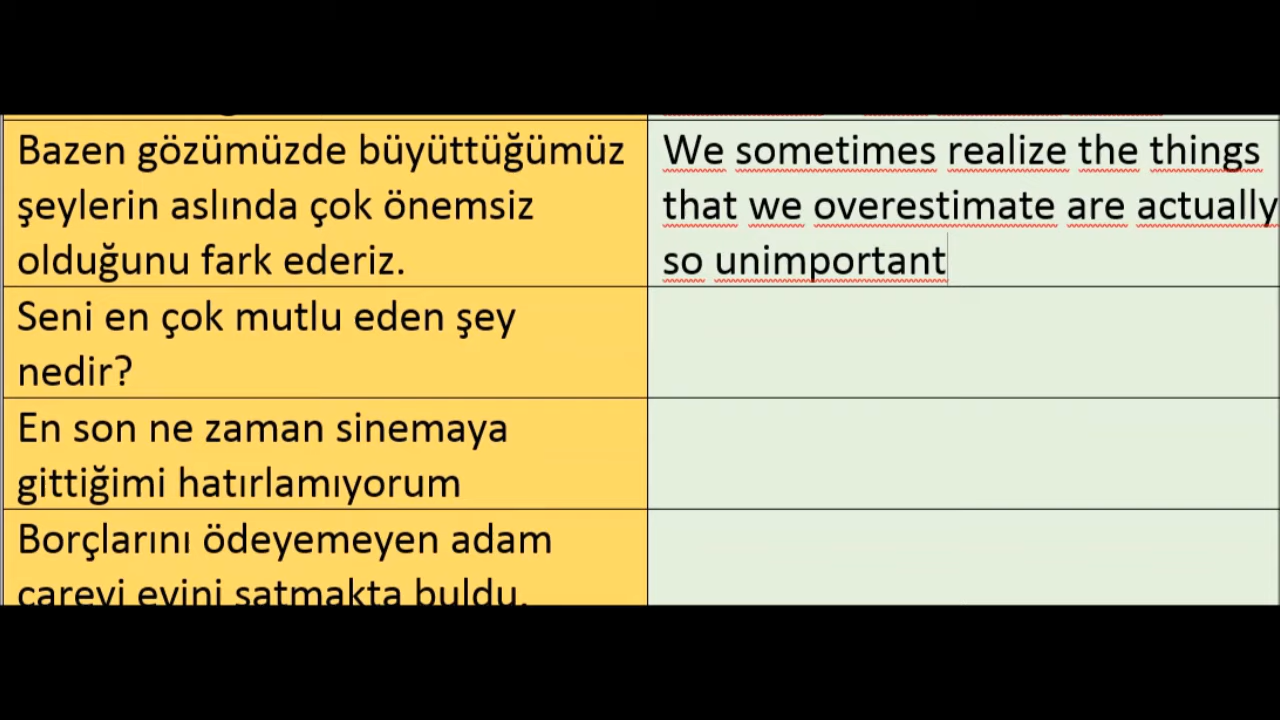 Bazen gözümüzde büyüttüğümüz
şeylerin aslında çok önemsiz
olduğunu fark ederiz.
We sometimes realize the things
that we overestimate are actually
so unimportant
Seni en çok mutlu eden şey
nedir?
En son ne zaman sinemaya
gittiğimi hatırlamıyorum
Borçlarını ödeyemeyen adam
çareyi evini satmakta buldu.